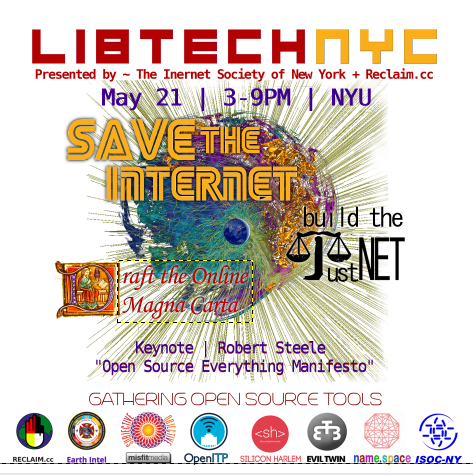 LIBTECHNYC
Presented by ~ The Inernet Society of New York + Reclaim.cc
May 21 | 3-9PM | NYU
SAVE THE
INTERNET
build the
JustNET
Draft the Online
Magna Carta
Keynote | Robert Steele
"Open Source Everything Manifesto"
GATHERING OPEN SOURCE TOOLS
<sh> ETB
RECLAIM.cc Earth Intel misfitmedia OpenITP SILICON HARLEM EVILTWIN name.space ISOC-NY